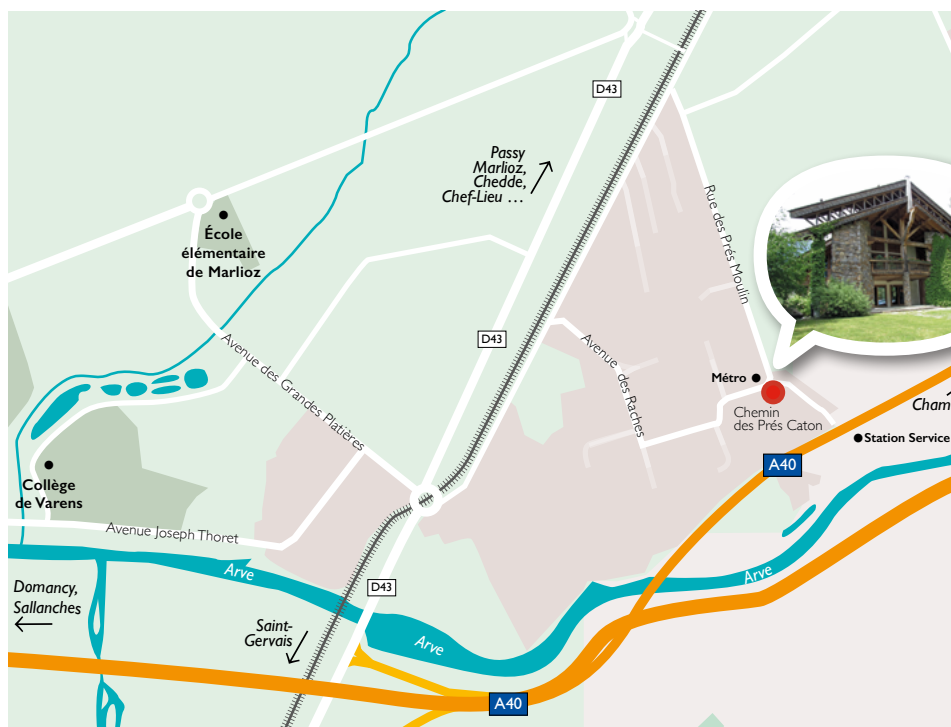 D43
Passy
Marlioz,
Chedde,
Chef-Lieu …
Rue des Prés Moulin
École
élémentaire
de Marlioz
Avenue des Grandes Platières
D43
Avenue des Raches
Métro
Chemin
des Prés Caton
Cham
Station Service
A40
Collège
de Varens
Avenue Joseph Thoret
Arve
Arve
D43
Domancy,
Sallanches
Saint-
Gervais
Arve
A40